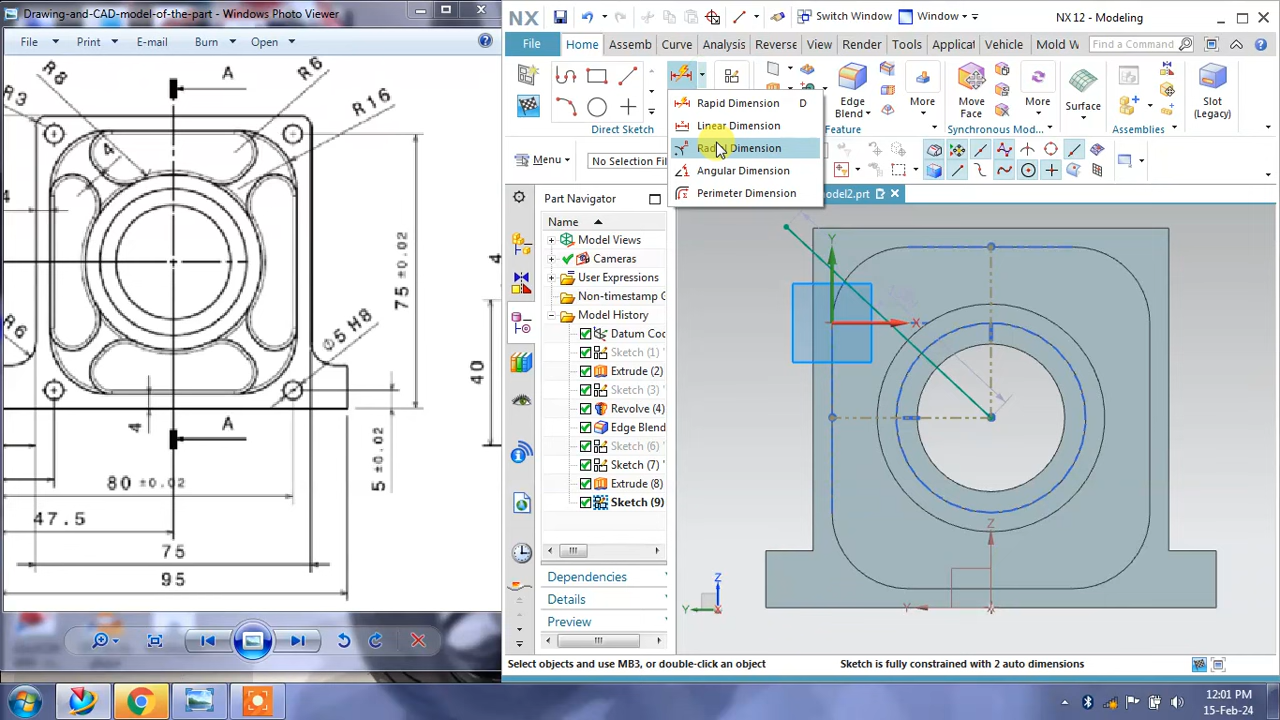 Drawing-and-CAD-model-of-the-part - Windows Photo Viewer
File Print E-mail Burn Open
R8
A
R6
R3
R16
4
75 ±0.02
R6
4
Ø5 H8
40
4
A
5 ±0.02
80 ±0.02
47.5
75
95
NX
Switch Window
Window
NX 12 - Modeling
File Home Assemb Curve Analysis Reverse View Render Tools Applical Vehicle Mold W
Find a Command
Rapid Dimension D
Linear Dimension
Dimension
Angular Dimension
Perimeter Dimension
Direct Sketch
Edge
Blend
More
Feature
Move
Face
More
Synchronous Mod...
Surface
Assemblies
Slot
(Legacy)
Menu
No Selection Fil
odel2.prt
Part Navigator
Name
Model Views
Cameras
User Expressions
Non-timestamp G
Model History
Datum Coo
Sketch (1)
Extrude (2)
Sketch (3)
Revolve (4)
Edge Blend
Sketch (6)
Sketch (7)
Extrude (8)
Sketch (9)
Dependencies
Details
Preview
Y
X
Z
Y
Z
Y
X
Select objects and use MB3, or double-click an object
Sketch is fully constrained with 2 auto dimensions
12:01 PM
15-Feb-24